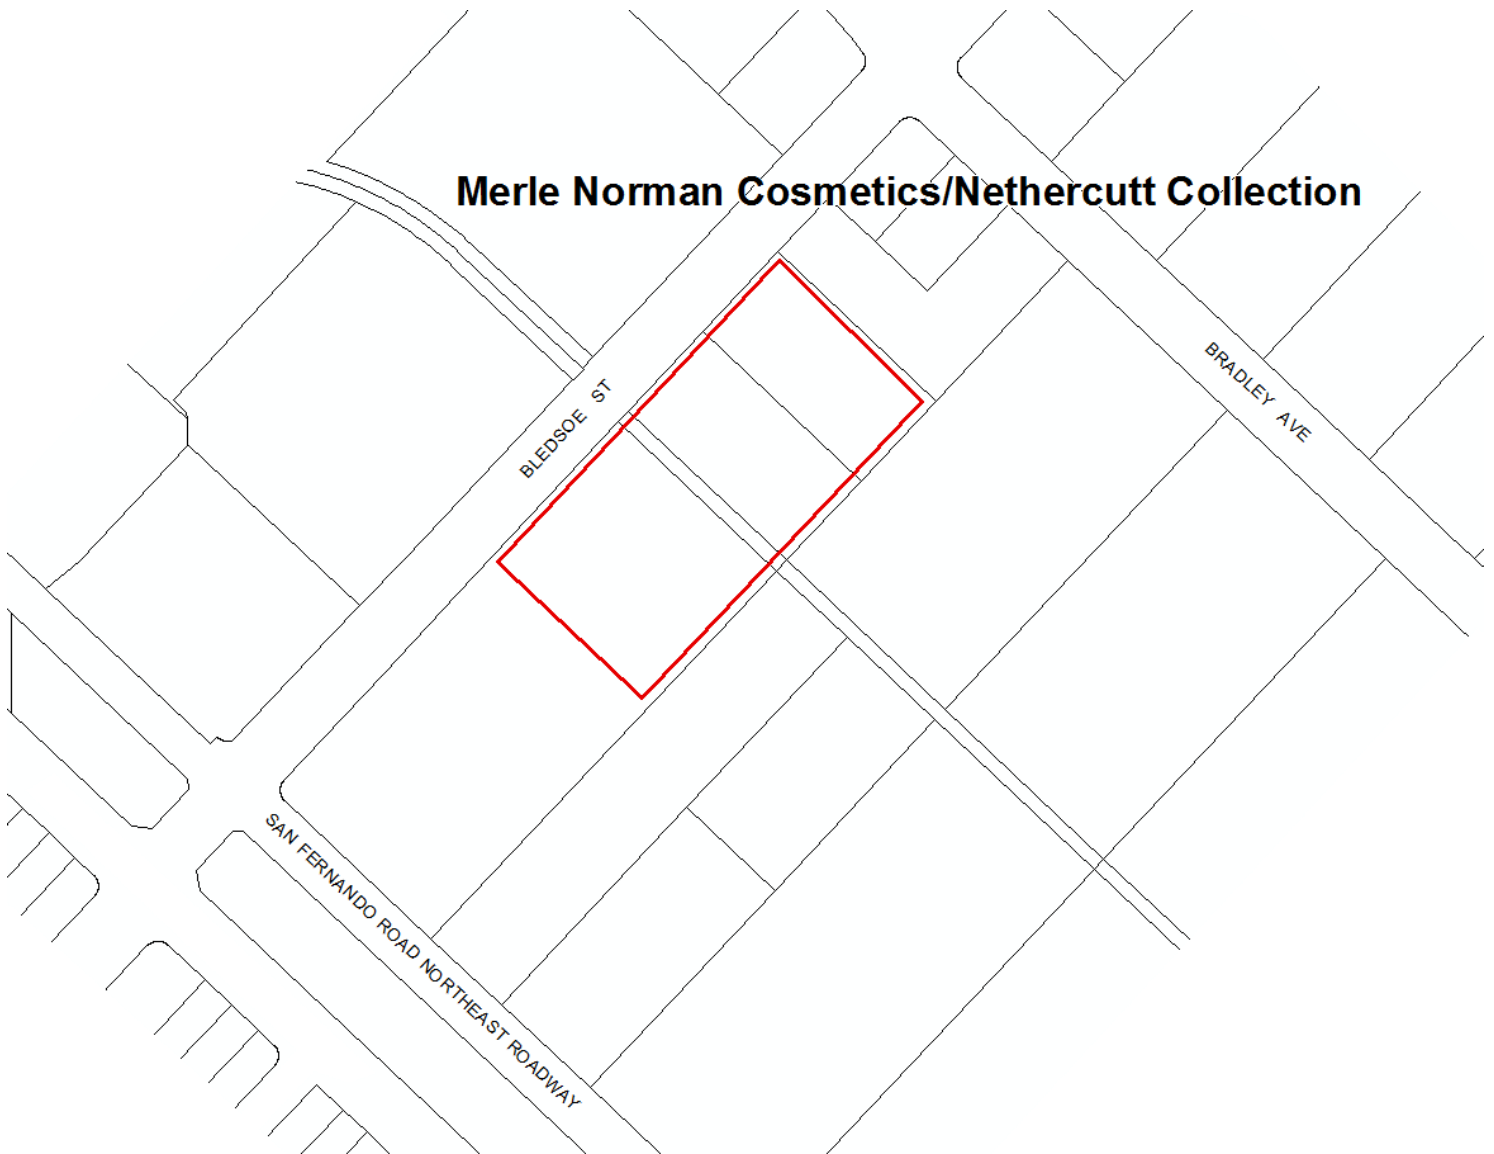 Merle Norman Cosmetics/Nethercutt Collection
BRADLEY AVE
BLEDSOE ST
SAN FERNANDO ROAD NORTHEAST ROADWAY